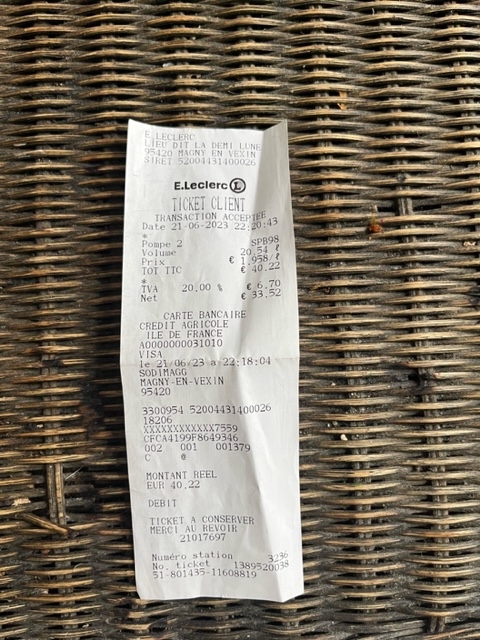 E LECLERC
LIEU DIT LA DEMI LUNE
95420 MAGNY EN VEXIN
SIRET 52004431400026
E.Leclerc L
TICKET CLIENT
TRANSACTION ACCEPTEE
Date 21-06-2023 22:20:43
*
Pompe 2 SPB98
Volume 20,54 ℓ
Prix € 1,958/ℓ
TOT TTC € 40,22
*
TVA 20,00 % € 6,70
Net € 33,52
CARTE BANCAIRE
CREDIT AGRICOLE
ILE DE FRANCE
A0000000031010
VISA
le 21/06/23 a 22:18:04
SODIMAGG
MAGNY-EN-VEXIN
95420
3300954 52004431400026
18206
XXXXXXXXXXXX7559
CFCA4199F8649346
002 001 001379
C @
MONTANT REEL
EUR 40,22
DEBIT
TICKET A CONSERVER
MERCI AU REVOIR
21017697
Numéro station 3236
No. ticket 1389520038
51-801435-11608819